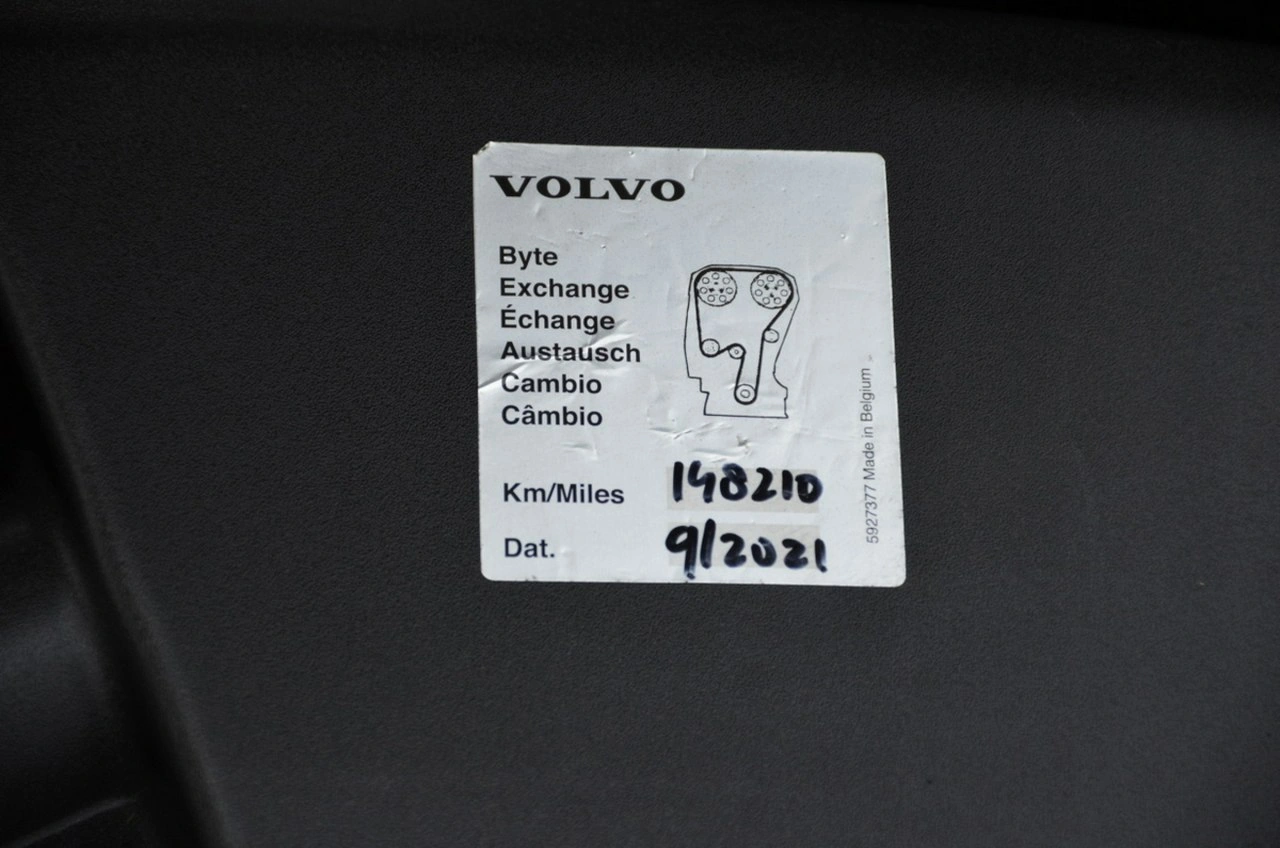 VOLVO
Byte
Exchange
Échange
Austausch
Cambio
Câmbio
Km/Miles 148210
Dat. 9/2021
5927377 Made in Belgium